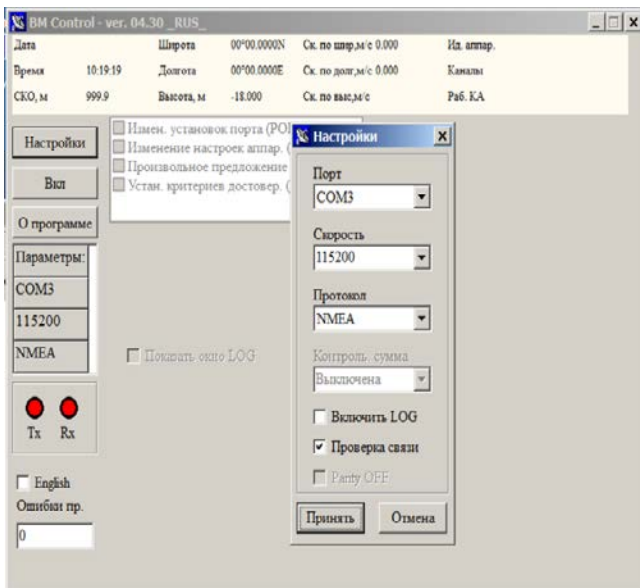 BM Control - ver. 04.30 _RUS_
Дата Широта 00°00.0000N Ск. по шир,м/с 0.000 Ид. аппар.
Время 10:19:19 Долгота 00°00.0000E Ск. по долг,м/с 0.000 Каналы
СКО, м 999.9 Высота, м -18.000 Ск. по выс,м/с Раб. КА
Настройки
Вкл
О программе
Параметры:
COM3
115200
NMEA
Tx Rx
English
Ошибки пр.
0
Измен. установок порта (PO
Изменение настроек аппар. (
Произвольное предложение
Устан. критериев достовер. (
Показать окно LOG
Настройки
Порт
COM3
Скорость
115200
Протокол
NMEA
Контроль. сумма
Выключена
Включить LOG
Проверка связи
Parity OFF
Принять Отмена